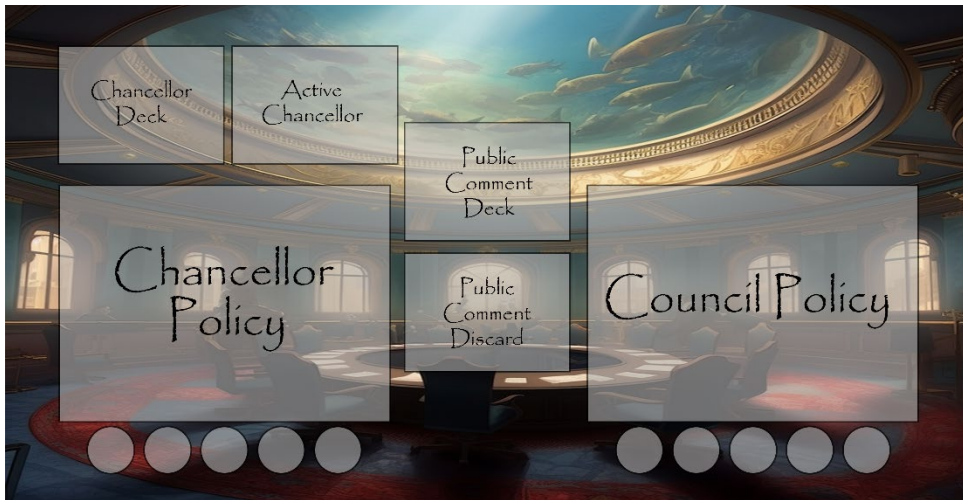 Chancellor
Deck
Active
Chancellor
Public
Comment
Deck
Chancellor
Policy
Public
Comment
Discard
Council Policy